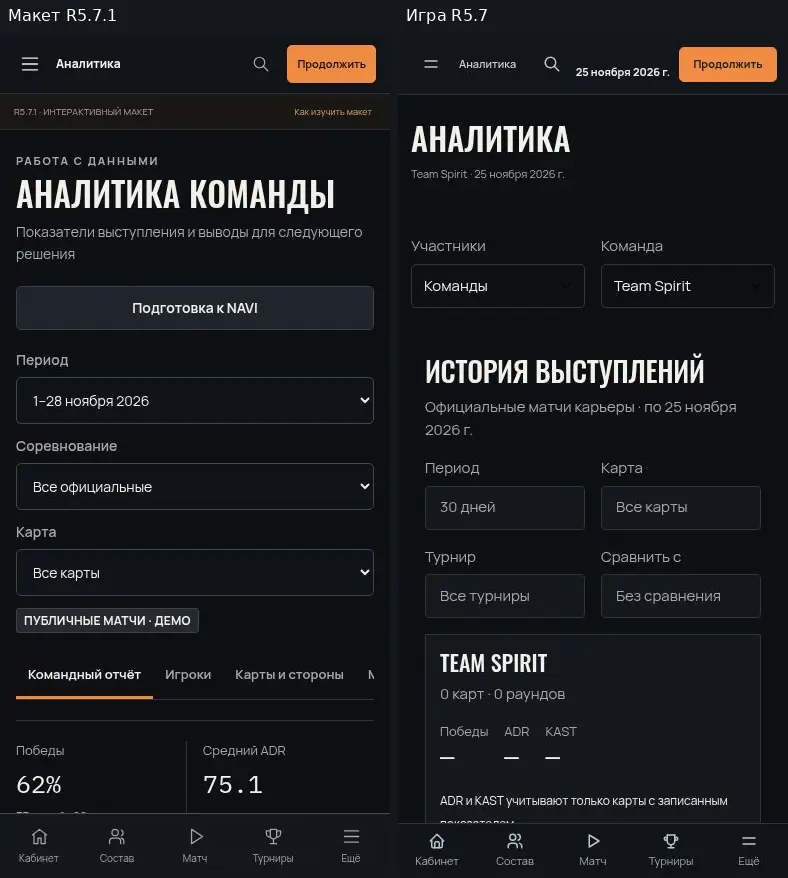 Макет R5.7.1
Аналитика
Продолжить
R5.7.1 · ИНТЕРАКТИВНЫЙ МАКЕТ
Как изучить макет
РАБОТА С ДАННЫМИ
АНАЛИТИКА КОМАНДЫ
Показатели выступления и выводы для следующего
решения
Подготовка к NAVI
Период
1–28 ноября 2026
Соревнование
Все официальные
Карта
Все карты
ПУБЛИЧНЫЕ МАТЧИ · ДЕМО
Командный отчёт Игроки Карты и стороны
Победы Средний ADR
62% 75.1
Кабинет Состав Матч Турниры Ещё
Игра R5.7
Аналитика
25 ноября 2026 г.
Продолжить
АНАЛИТИКА
Team Spirit · 25 ноября 2026 г.
Участники Команда
Команды Team Spirit
ИСТОРИЯ ВЫСТУПЛЕНИЙ
Официальные матчи карьеры · по 25 ноября
2026 г.
Период Карта
30 дней Все карты
Турнир Сравнить с
Все турниры Без сравнения
TEAM SPIRIT
0 карт · 0 раундов
Победы ADR KAST
— — —
ADR и KAST учитывают только карты с записанным
показателем
Кабинет Состав Матч Турниры Ещё